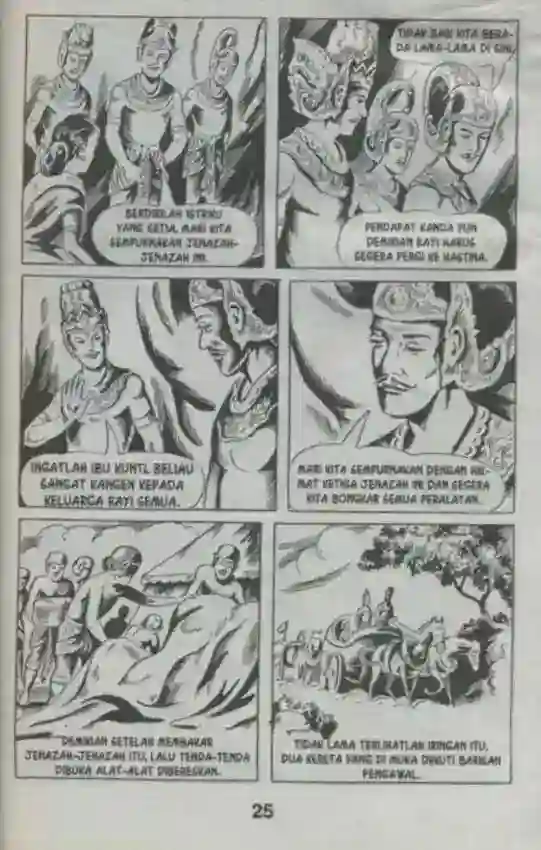 BERDIRILAH ISTRIKU
YANG BETUL, MARI KITA
SEMPURNAKAN JENAZAH-
JENAZAH INI.
TIDAK BAIK KITA BERA-
DA LAMA-LAMA DI SINI.
PENDAPAT KANDA PUN
DEMIKIAN RAYI HARUS
SEGERA PERGI KE HASTINA.
INGATLAH IBU KUNTI, BELIAU
SANGAT KANGEN KEPADA
KELUARGA RAYI SEMUA.
MARI KITA SEMPURNAKAN DENGAN KHI-
MAT KETIGA JENAZAH INI DAN SEGERA
KITA BONGKAR SEMUA PERALATAN.
DEMIKIAN SETELAH MEMBAKAR
JENAZAH-JENAZAH ITU, LALU TENDA-TENDA
DIBUKA ALAT-ALAT DIBERESKAN.
TIDAK LAMA TERLIHATLAH IRINGAN ITU,
DUA KERETA YANG DI MUKA DIIKUTI BARISAN
PENGAWAL.
25